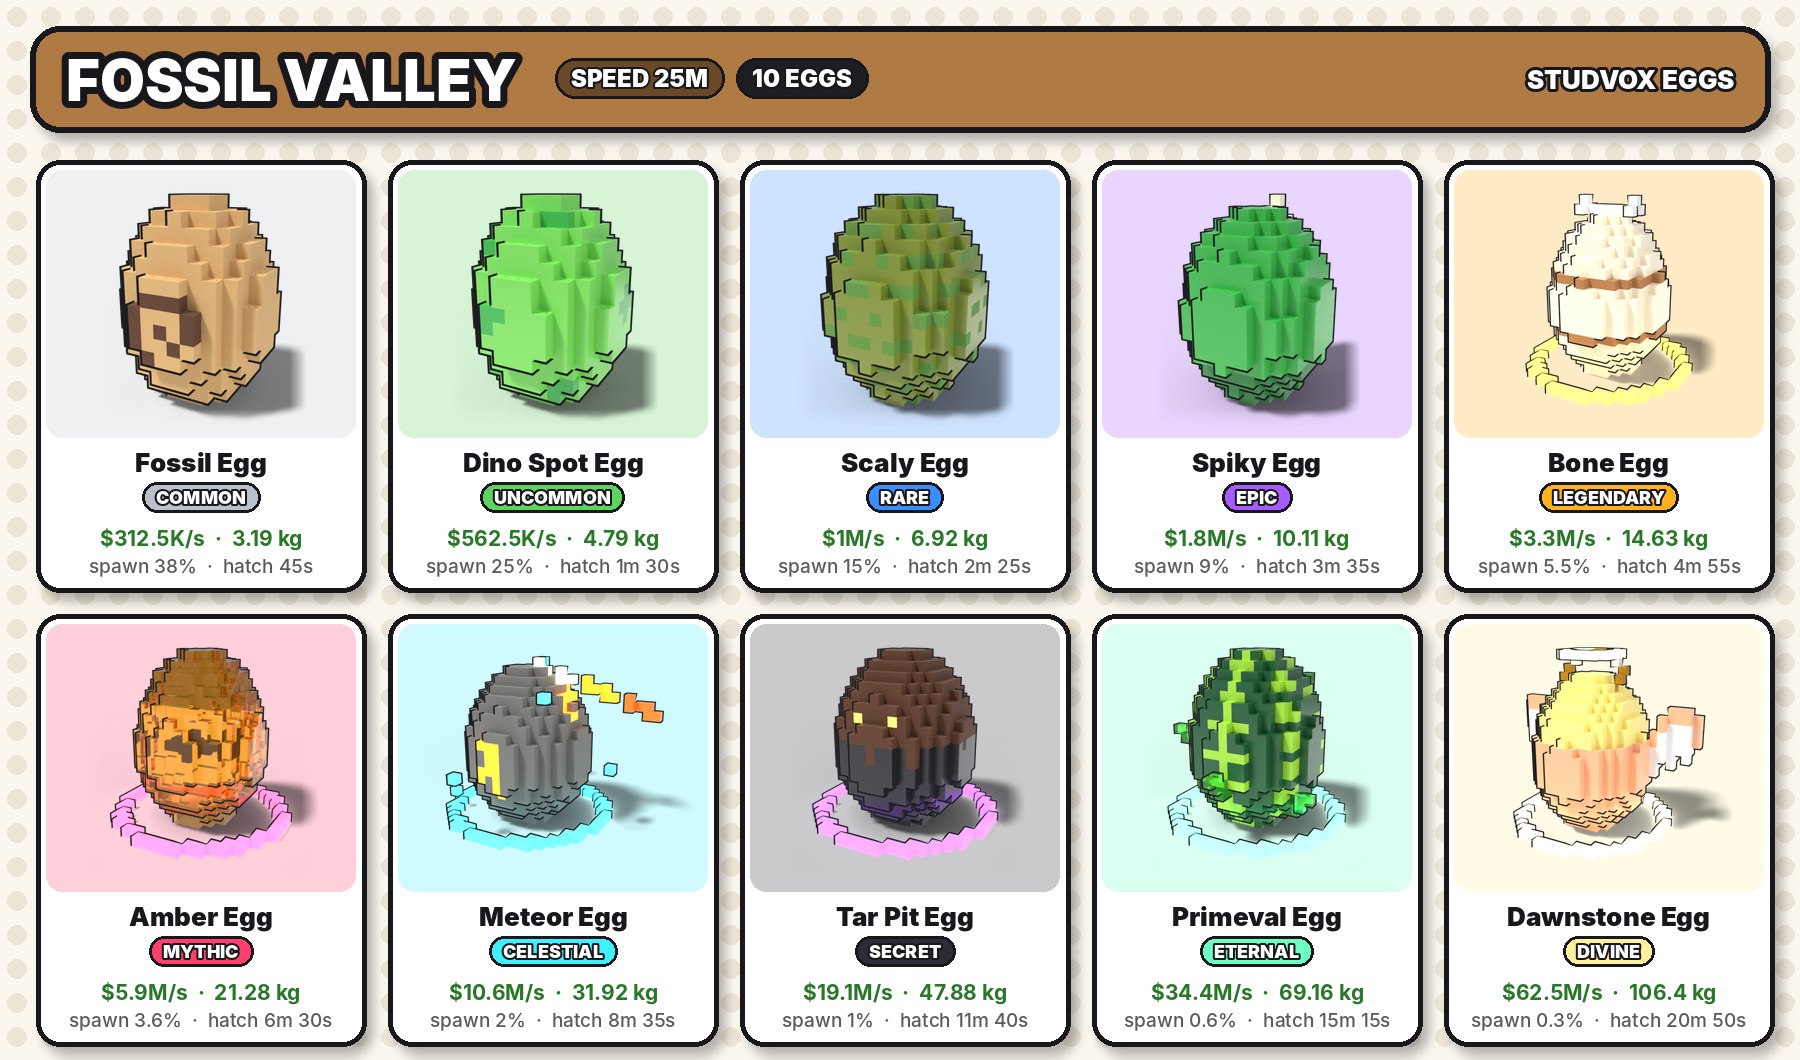 FOSSIL VALLEY
SPEED 25M
10 EGGS
STUDVOX EGGS
Fossil Egg
COMMON
$312.5K/s · 3.19 kg
spawn 38% · hatch 45s
Dino Spot Egg
UNCOMMON
$562.5K/s · 4.79 kg
spawn 25% · hatch 1m 30s
Scaly Egg
RARE
$1M/s · 6.92 kg
spawn 15% · hatch 2m 25s
Spiky Egg
EPIC
$1.8M/s · 10.11 kg
spawn 9% · hatch 3m 35s
Bone Egg
LEGENDARY
$3.3M/s · 14.63 kg
spawn 5.5% · hatch 4m 55s
Amber Egg
MYTHIC
$5.9M/s · 21.28 kg
spawn 3.6% · hatch 6m 30s
Meteor Egg
CELESTIAL
$10.6M/s · 31.92 kg
spawn 2% · hatch 8m 35s
Tar Pit Egg
SECRET
$19.1M/s · 47.88 kg
spawn 1% · hatch 11m 40s
Primeval Egg
ETERNAL
$34.4M/s · 69.16 kg
spawn 0.6% · hatch 15m 15s
Dawnstone Egg
DIVINE
$62.5M/s · 106.4 kg
spawn 0.3% · hatch 20m 50s